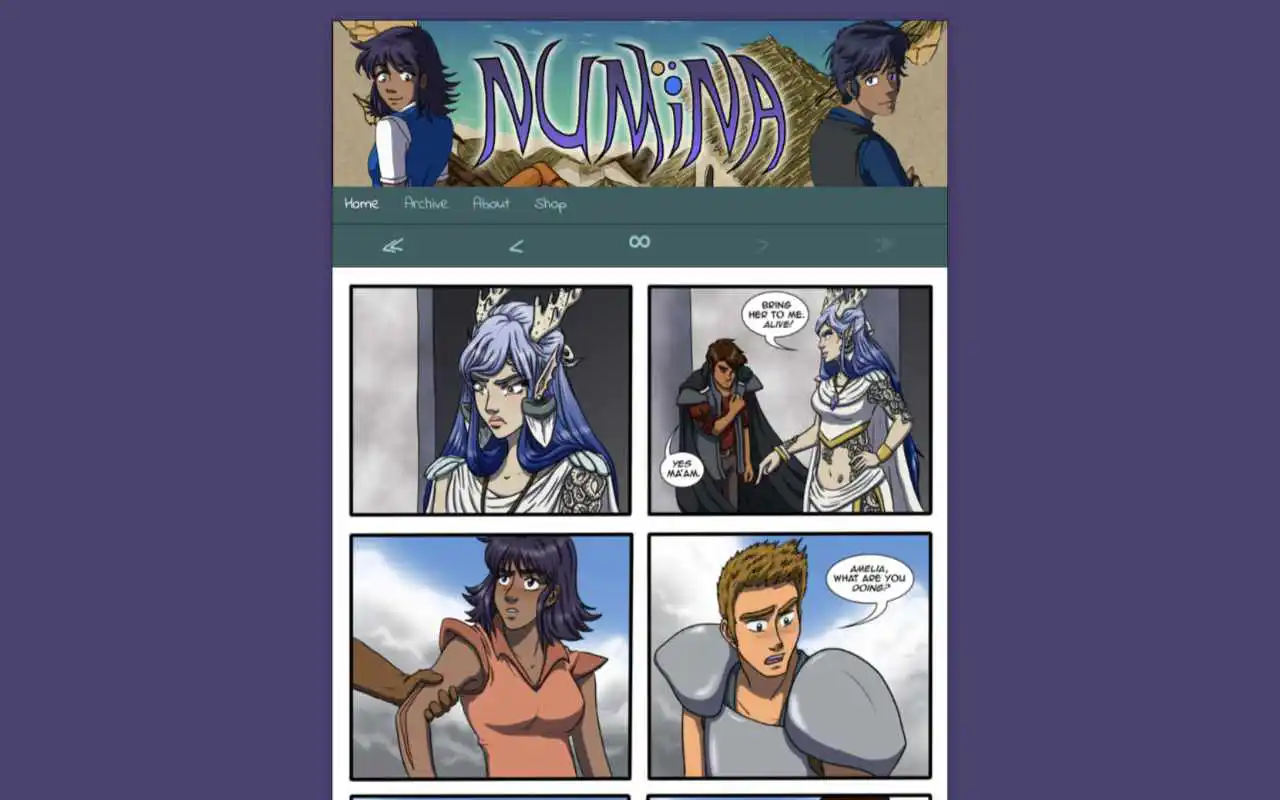 NUMiNA
Home Archive About Shop
≪ < ∞ > ≫
BRING
HER TO ME.
ALIVE!
YES
MA'AM.
AMELIA,
WHAT ARE YOU
DOING?